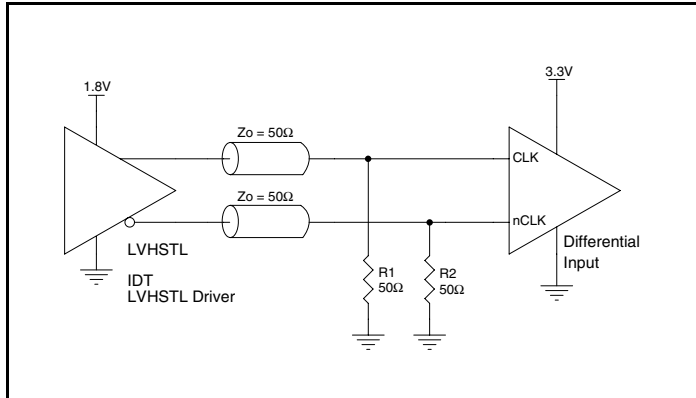 1.8V
3.3V
Zo = 50Ω
CLK
Zo = 50Ω
nCLK
LVHSTL
IDT
LVHSTL Driver
R1
50Ω
R2
50Ω
Differential
Input